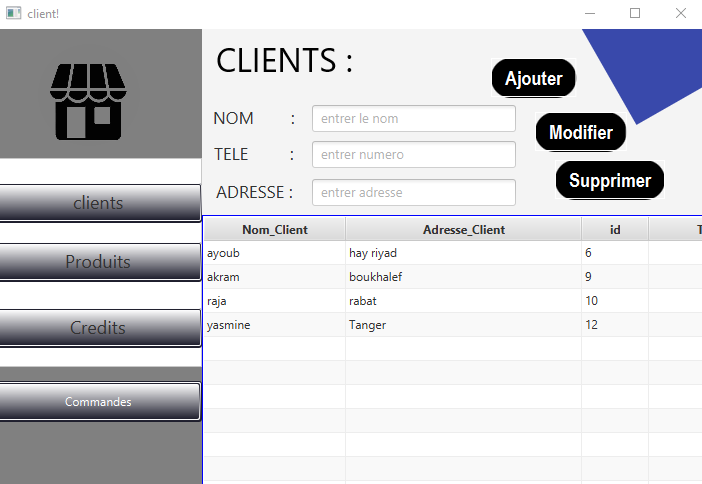 client!
CLIENTS :
Ajouter
NOM : entrer le nom
Modifier
TELE : entrer numero
Supprimer
ADRESSE : entrer adresse
clients
Produits
Credits
Commandes
Nom_Client Adresse_Client id T
ayoub hay riyad 6
akram boukhalef 9
raja rabat 10
yasmine Tanger 12